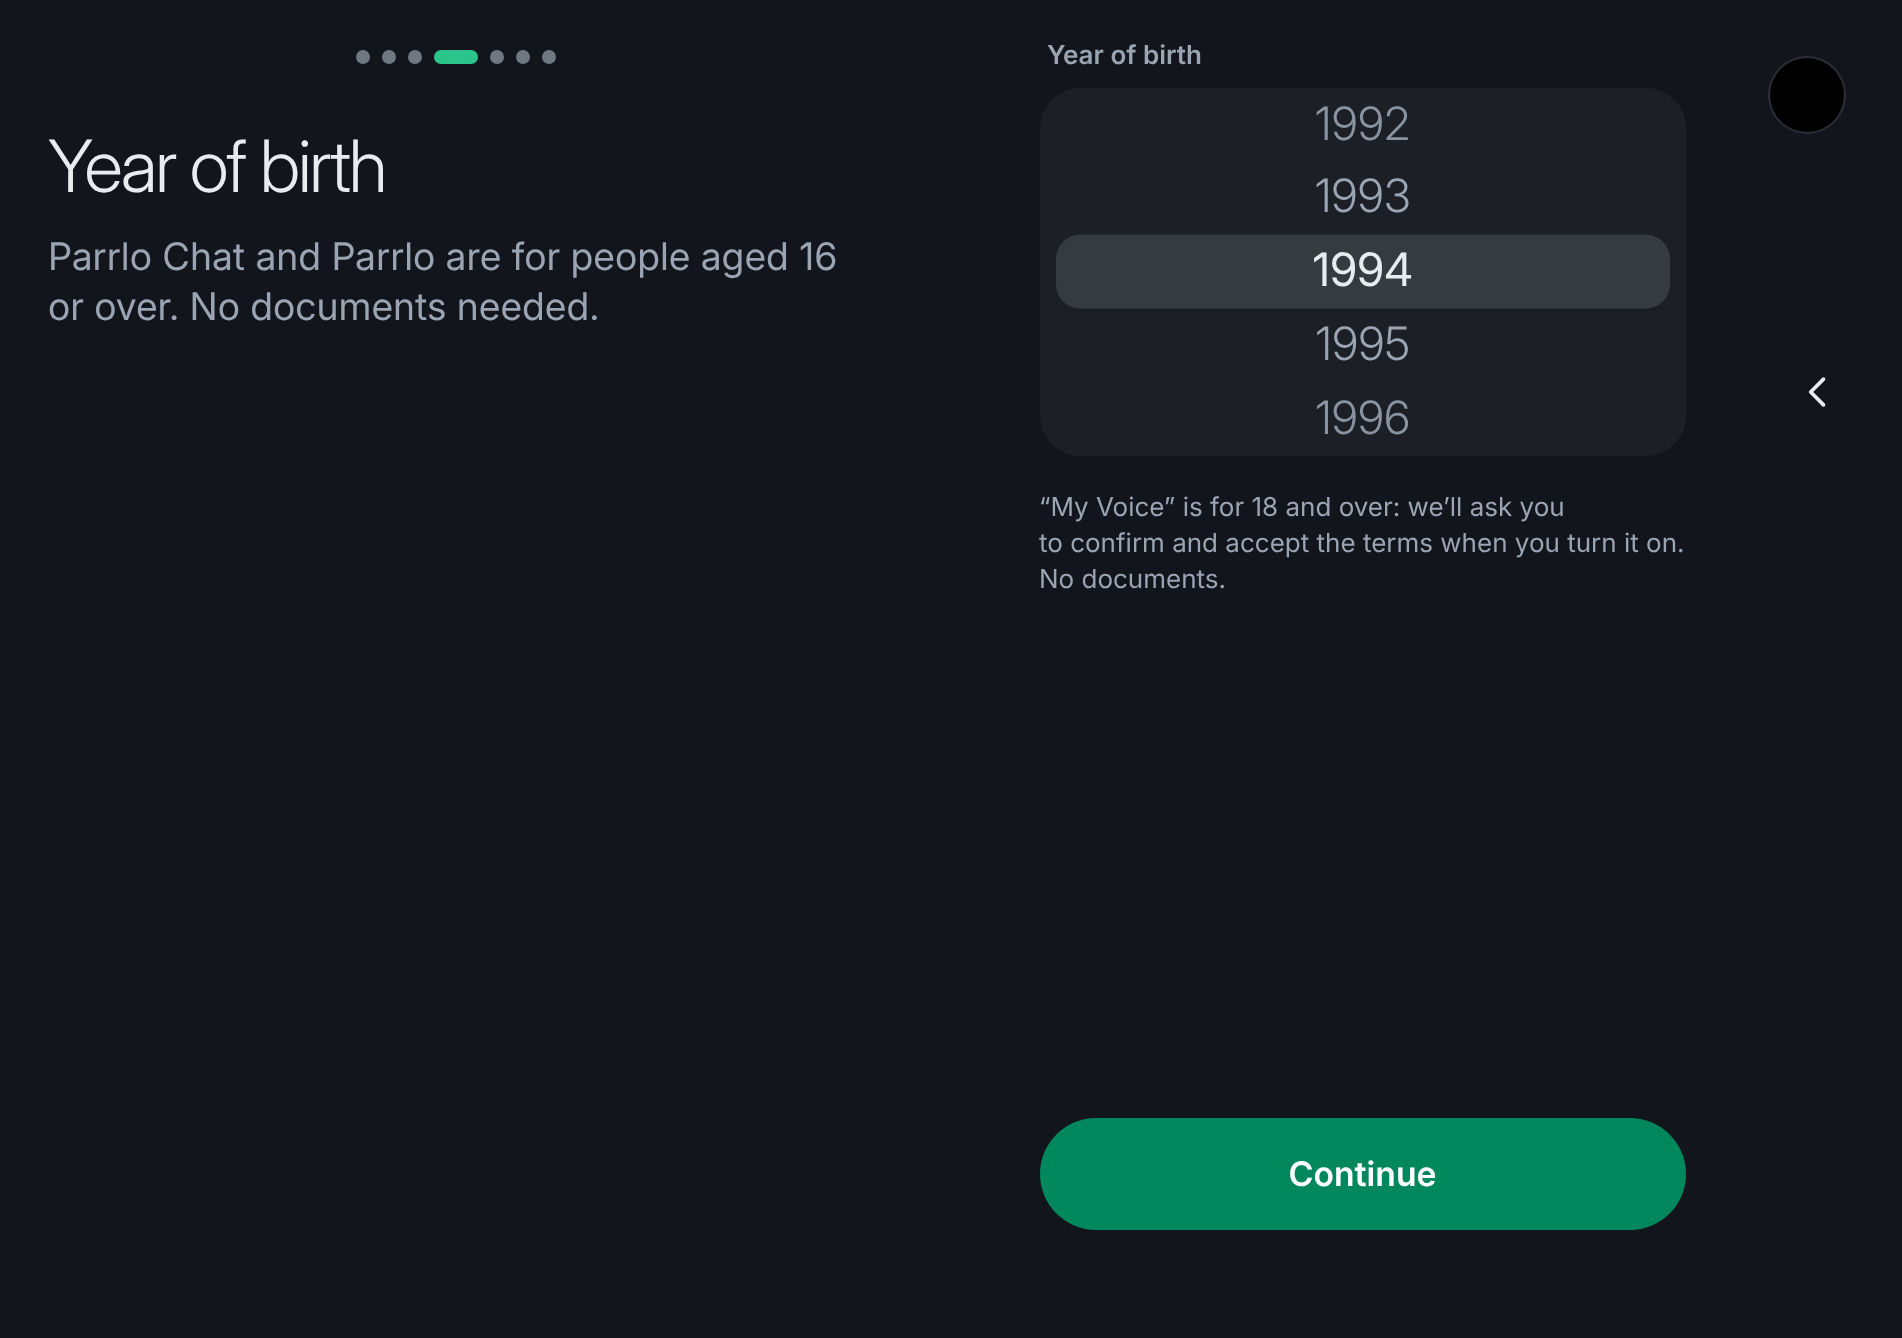 Year of birth
Parrlo Chat and Parrlo are for people aged 16
or over. No documents needed.
Year of birth
1992
1993
1994
1995
1996
“My Voice” is for 18 and over: we’ll ask you
to confirm and accept the terms when you turn it on.
No documents.
Continue